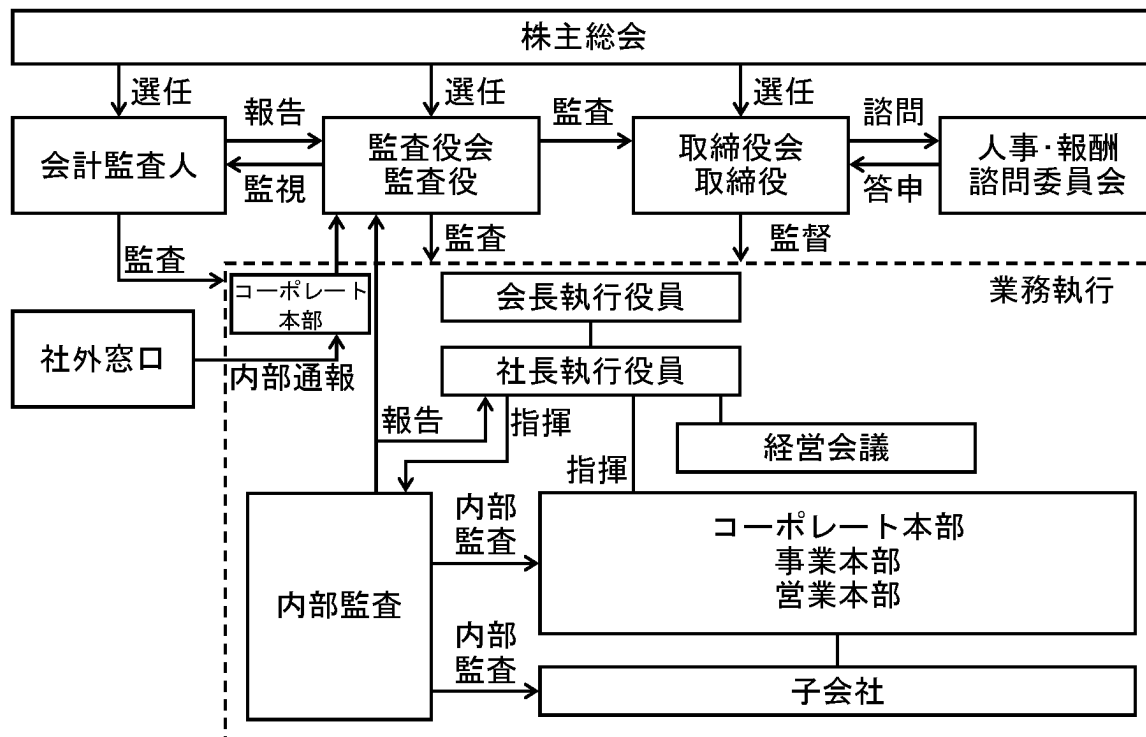 株主総会
選任
選任
選任
会計監査人
報告
監視
監査役会
監査役
監査
取締役会
取締役
諮問
答申
人事・報酬
諮問委員会
監査
監査
監督
業務執行
コーポレート
本部
会長執行役員
社外窓口
内部通報
社長執行役員
報告
指揮
経営会議
指揮
内部監査
内部
監査
コーポレート本部
事業本部
営業本部
内部
監査
子会社